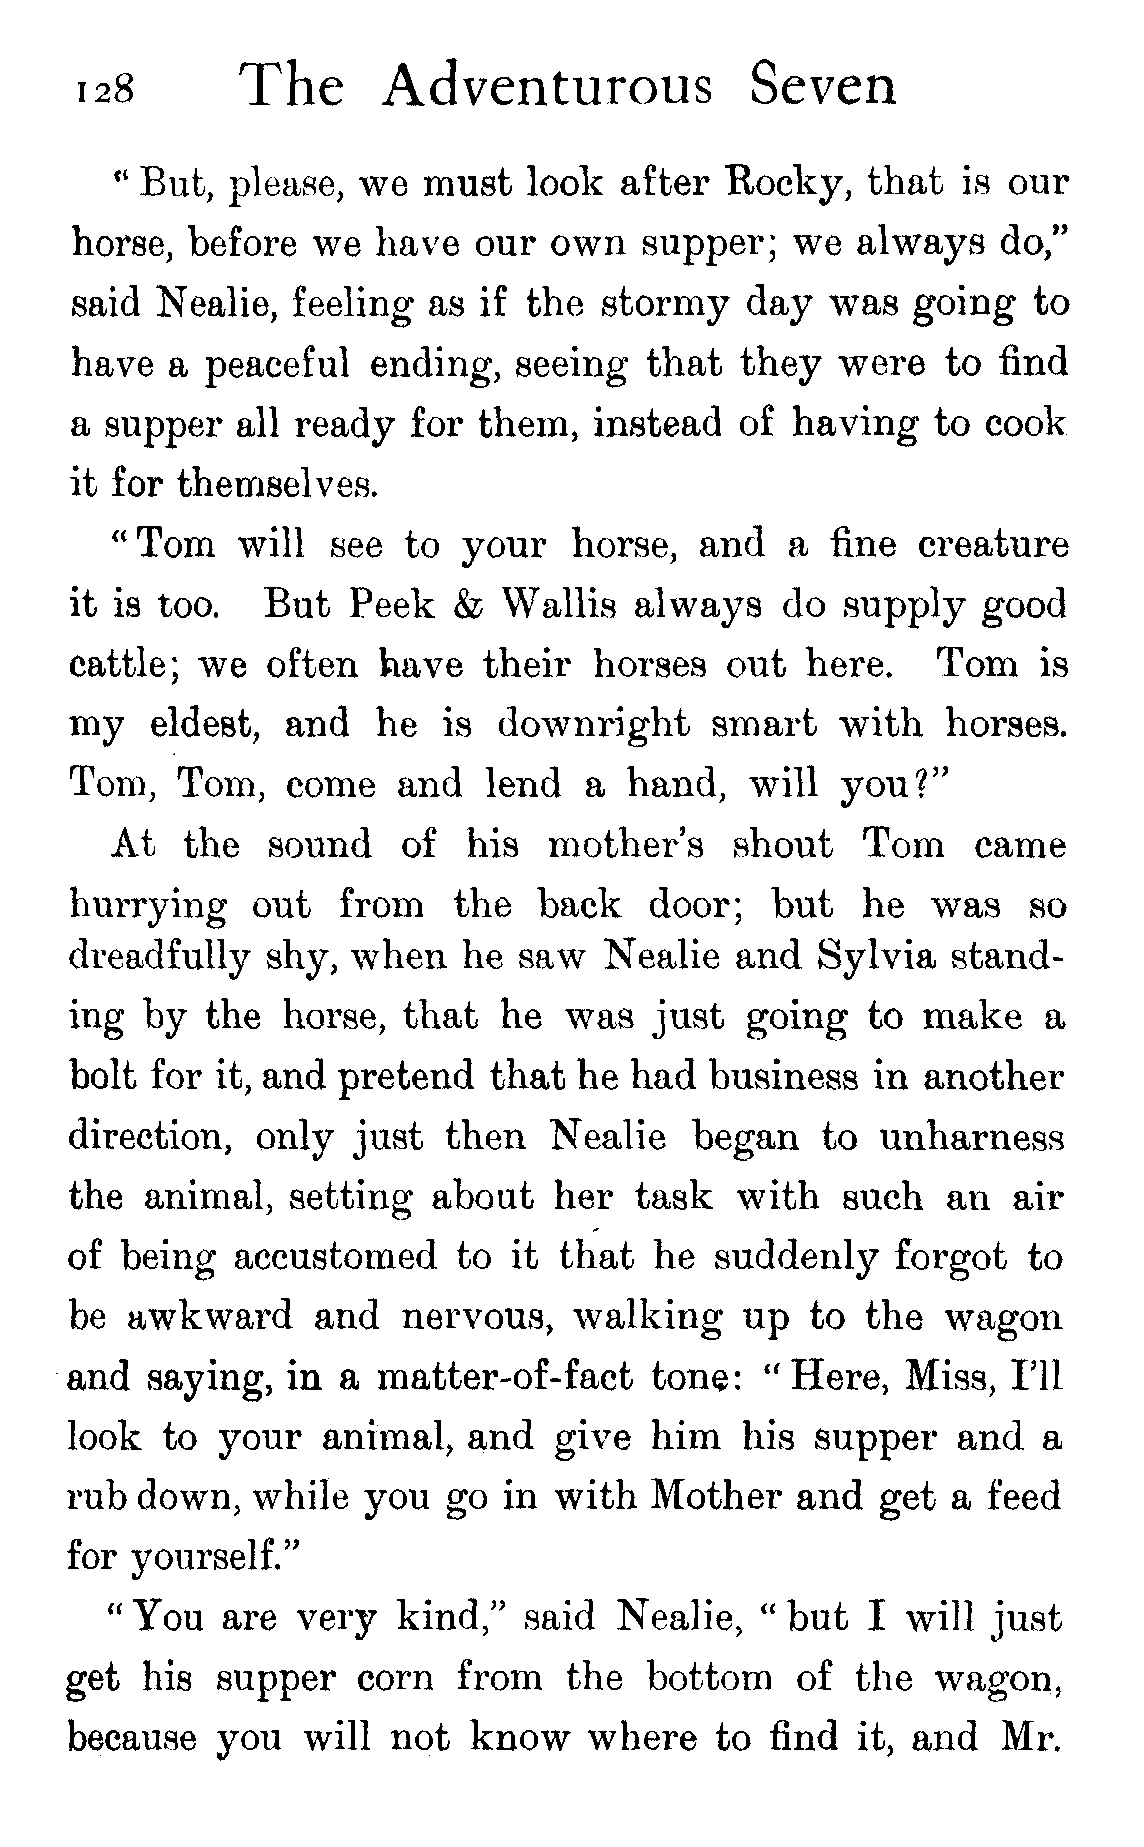 128 The Adventurous Seven
“But, please, we must look after Rocky, that is our
horse, before we have our own supper; we always do,”
said Nealie, feeling as if the stormy day was going to
have a peaceful ending, seeing that they were to find
a supper all ready for them, instead of having to cook
it for themselves.
“Tom will see to your horse, and a fine creature
it is too. But Peek & Wallis always do supply good
cattle; we often have their horses out here. Tom is
my eldest, and he is downright smart with horses.
Tom, Tom, come and lend a hand, will you?”
At the sound of his mother’s shout Tom came
hurrying out from the back door; but he was so
dreadfully shy, when he saw Nealie and Sylvia stand-
ing by the horse, that he was just going to make a
bolt for it, and pretend that he had business in another
direction, only just then Nealie began to unharness
the animal, setting about her task with such an air
of being accustomed to it that he suddenly forgot to
be awkward and nervous, walking up to the wagon
and saying, in a matter-of-fact tone: “Here, Miss, I’ll
look to your animal, and give him his supper and a
rub down, while you go in with Mother and get a feed
for yourself.”
“You are very kind,” said Nealie, “but I will just
get his supper corn from the bottom of the wagon,
because you will not know where to find it, and Mr.